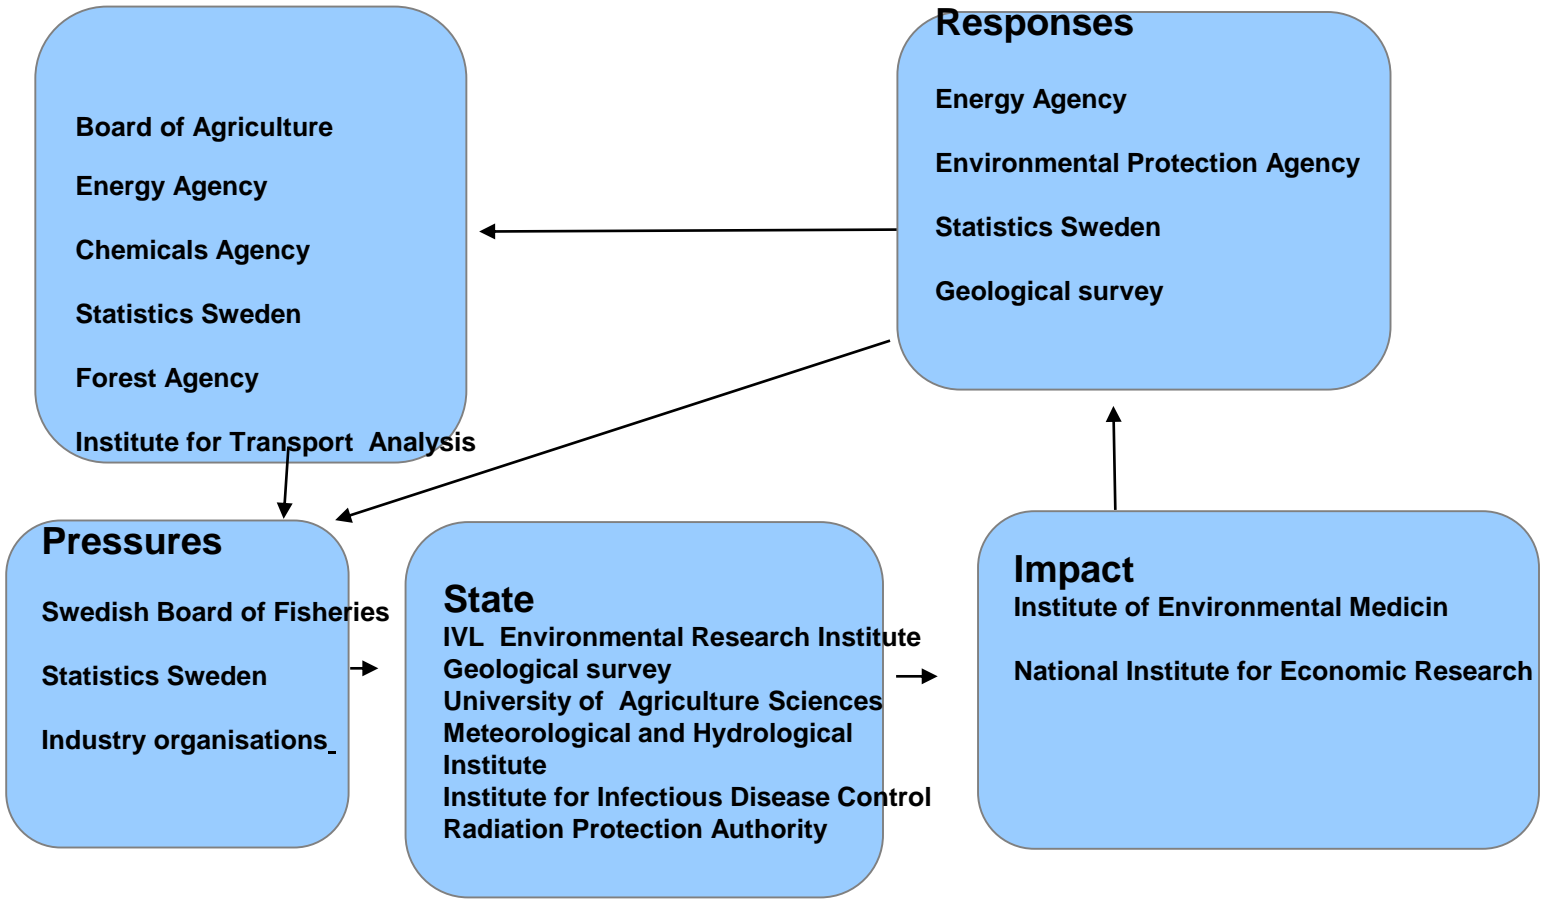 Board of Agriculture
Energy Agency
Chemicals Agency
Statistics Sweden
Forest Agency
Institute for Transport  Analysis
Responses
Energy Agency
Environmental Protection Agency
Statistics Sweden
Geological survey
Pressures
Swedish Board of Fisheries
Statistics Sweden
Industry organisations
State
IVL  Environmental Research Institute
Geological survey
University of  Agriculture Sciences
Meteorological and Hydrological
Institute
Institute for Infectious Disease Control
Radiation Protection Authority
Impact
Institute of Environmental Medicin
National Institute for Economic Research